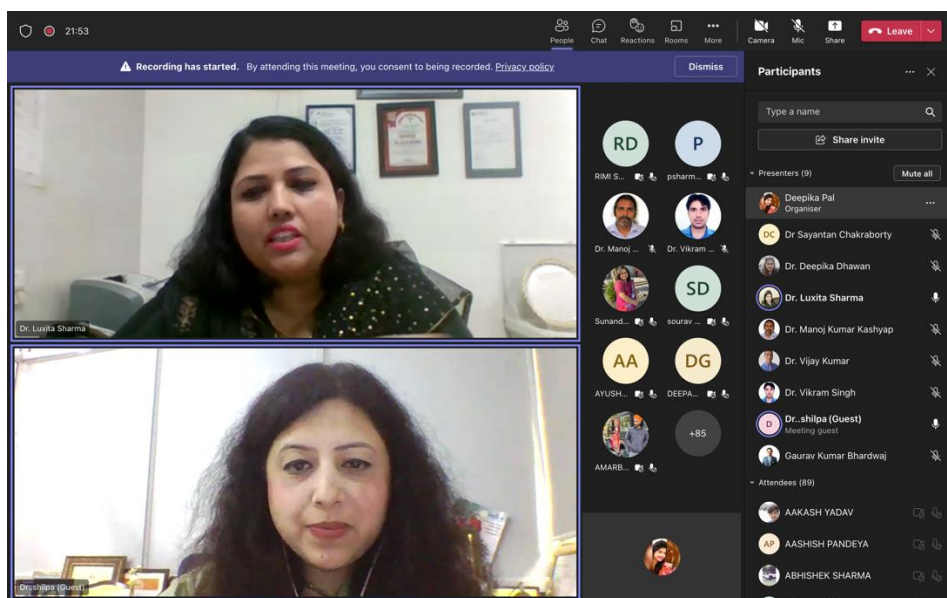 21:53
People
Chat
Reactions
Rooms
More
Camera
Mic
Share
Leave
Recording has started. By attending this meeting, you consent to being recorded. Privacy policy
Dismiss
Dr. Luxita Sharma
Dr..shilpa (Guest)
RD
P
RIMI S...
psharm...
Dr. Manoj ...
Dr. Vikram ...
SD
Sunand...
sourav ...
AA
DG
AYUSH...
DEEPA...
+85
AMARB...
Participants
Type a name
Share invite
Presenters (9)
Mute all
Deepika Pal
Organiser
DC
Dr Sayantan Chakraborty
Dr. Deepika Dhawan
Dr. Luxita Sharma
Dr. Manoj Kumar Kashyap
Dr. Vijay Kumar
Dr. Vikram Singh
D
Dr..shilpa (Guest)
Meeting guest
Gaurav Kumar Bhardwaj
Attendees (89)
AAKASH YADAV
AP
AASHISH PANDEYA
ABHISHEK SHARMA